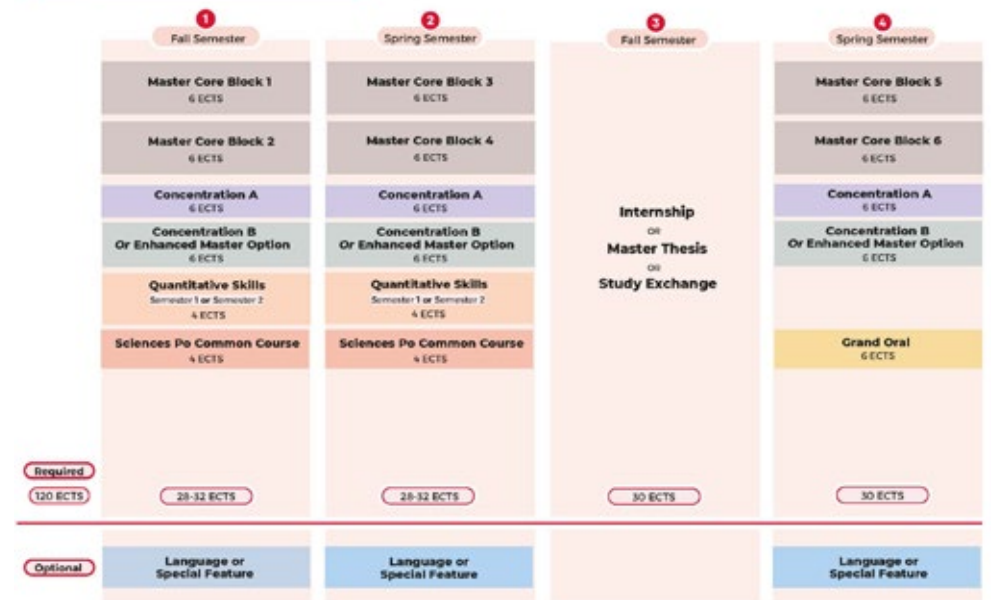 1
Fall Semester
Master Core Block 1
6 ECTS
Master Core Block 2
6 ECTS
Concentration A
6 ECTS
Concentration B
Or Enhanced Master Option
6 ECTS
Quantitative Skills
Semester 1 or Semester 2
4 ECTS
Sciences Po Common Course
4 ECTS
2
Spring Semester
Master Core Block 3
6 ECTS
Master Core Block 4
6 ECTS
Concentration A
6 ECTS
Concentration B
Or Enhanced Master Option
6 ECTS
Quantitative Skills
Semester 1 or Semester 2
4 ECTS
Sciences Po Common Course
4 ECTS
3
Fall Semester
Internship
OR
Master Thesis
OR
Study Exchange
4
Spring Semester
Master Core Block 5
6 ECTS
Master Core Block 6
6 ECTS
Concentration A
6 ECTS
Concentration B
Or Enhanced Master Option
6 ECTS
Grand Oral
6 ECTS
Required
120 ECTS
28-32 ECTS
28-32 ECTS
30 ECTS
30 ECTS
Optional
Language or
Special Feature
Language or
Special Feature
Language or
Special Feature